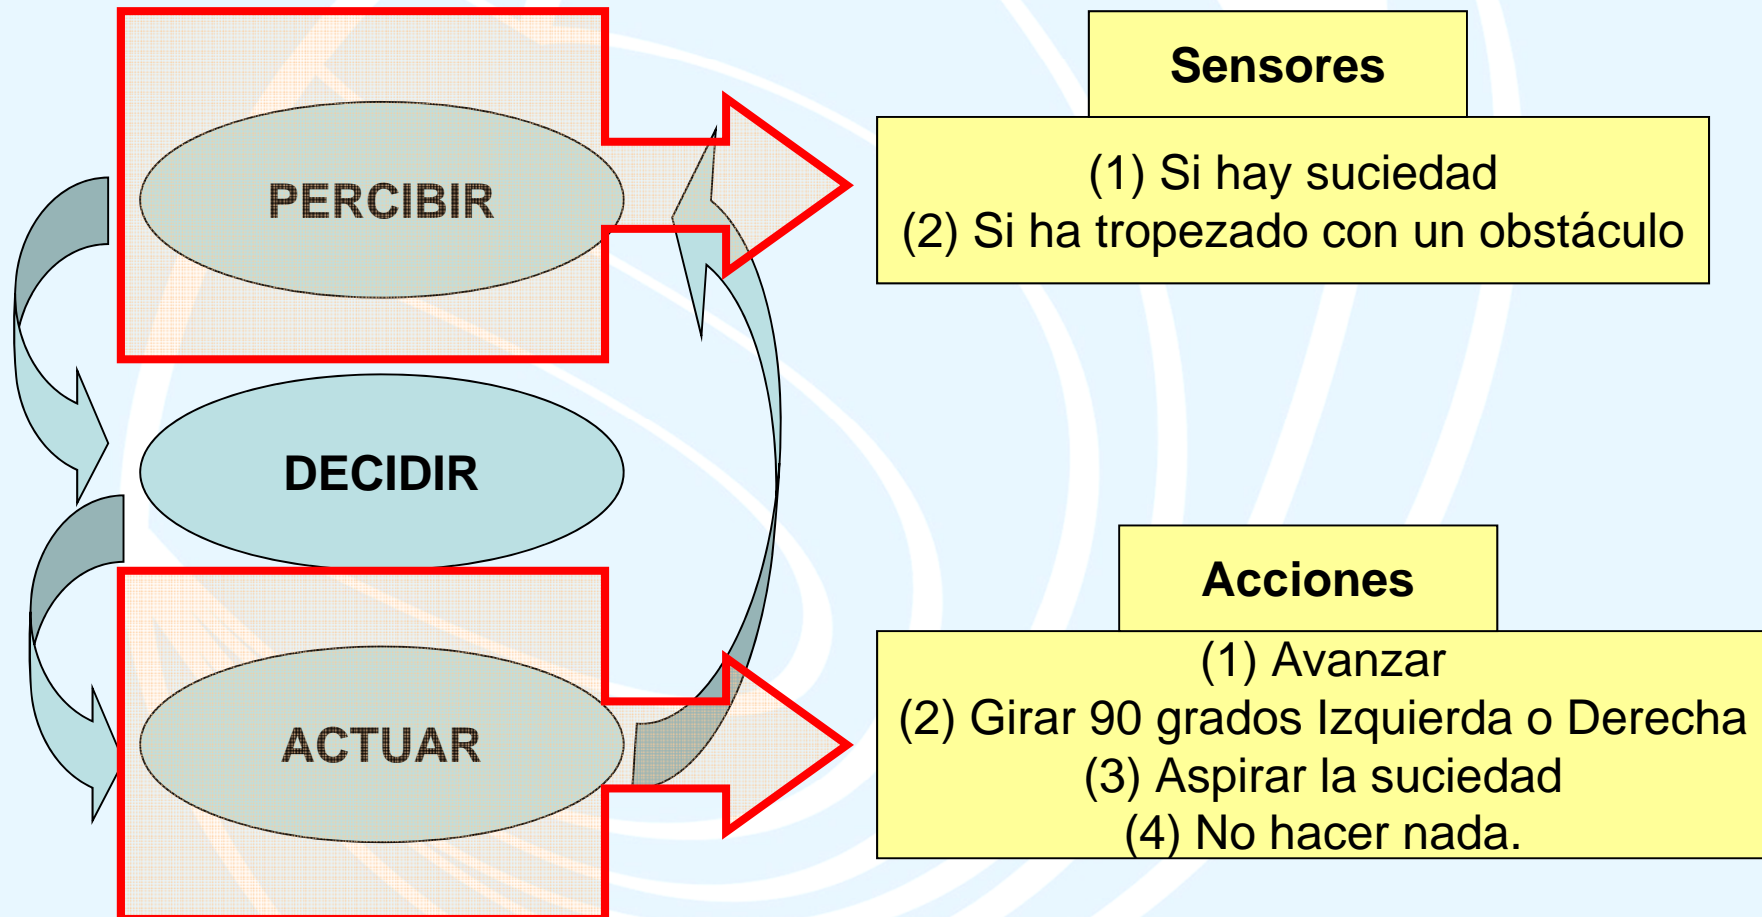 PERCIBIR
Sensores
(1) Si hay suciedad
(2) Si ha tropezado con un obstáculo
DECIDIR
ACTUAR
Acciones
(1) Avanzar
(2) Girar 90 grados Izquierda o Derecha
(3) Aspirar la suciedad
(4) No hacer nada.